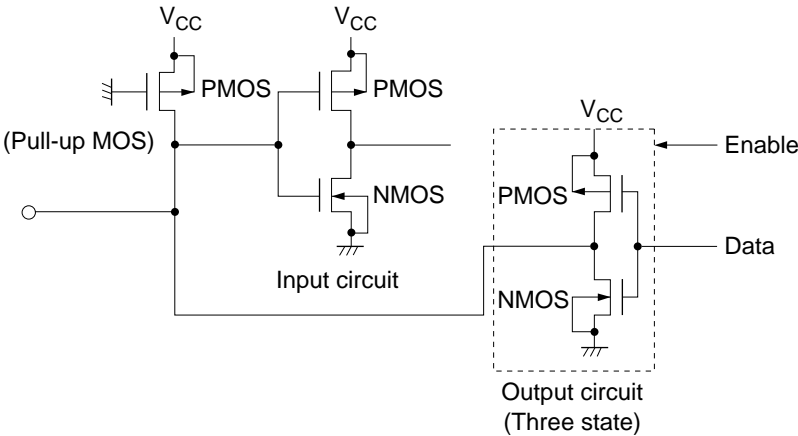 VCC
VCC
PMOS
PMOS
(Pull-up MOS)
NMOS
Input circuit
VCC
Enable
PMOS
Data
NMOS
Output circuit
(Three state)